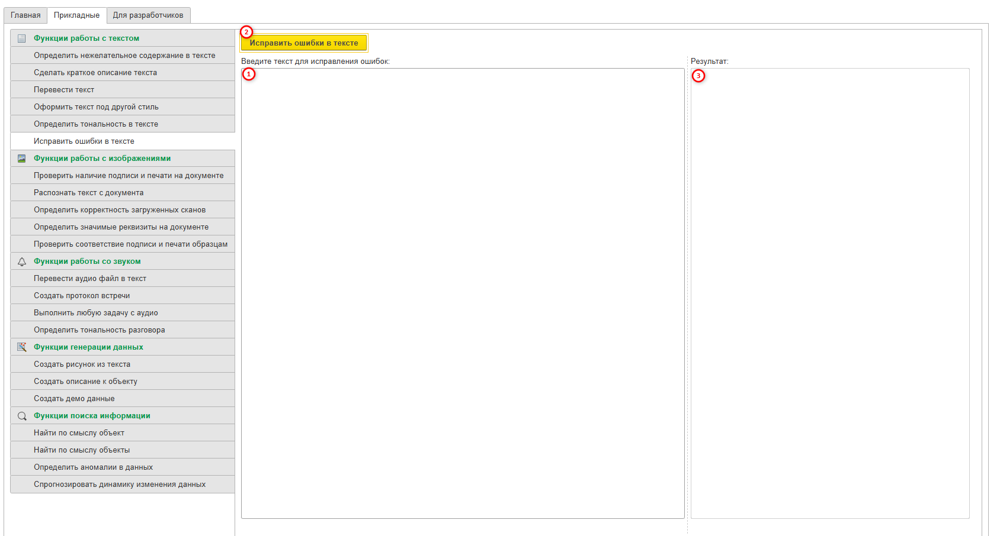 Главная Прикладные Для разработчиков
Функции работы с текстом
Определить нежелательное содержание в тексте
Сделать краткое описание текста
Перевести текст
Оформить текст под другой стиль
Определить тональность в тексте
Исправить ошибки в тексте
Функции работы с изображениями
Проверить наличие подписи и печати на документе
Распознать текст с документа
Определить корректность загруженных сканов
Определить значимые реквизиты на документе
Проверить соответствие подписи и печати образцам
Функции работы со звуком
Перевести аудио файл в текст
Создать протокол встречи
Выполнить любую задачу с аудио
Определить тональность разговора
Функции генерации данных
Создать рисунок из текста
Создать описание к объекту
Создать демо данные
Функции поиска информации
Найти по смыслу объект
Найти по смыслу объекты
Определить аномалии в данных
Спрогнозировать динамику изменения данных
2
Исправить ошибки в тексте
Введите текст для исправления ошибок:
1
Результат:
3